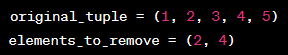 original_tuple = (1, 2, 3, 4, 5)
elements_to_remove = (2, 4)